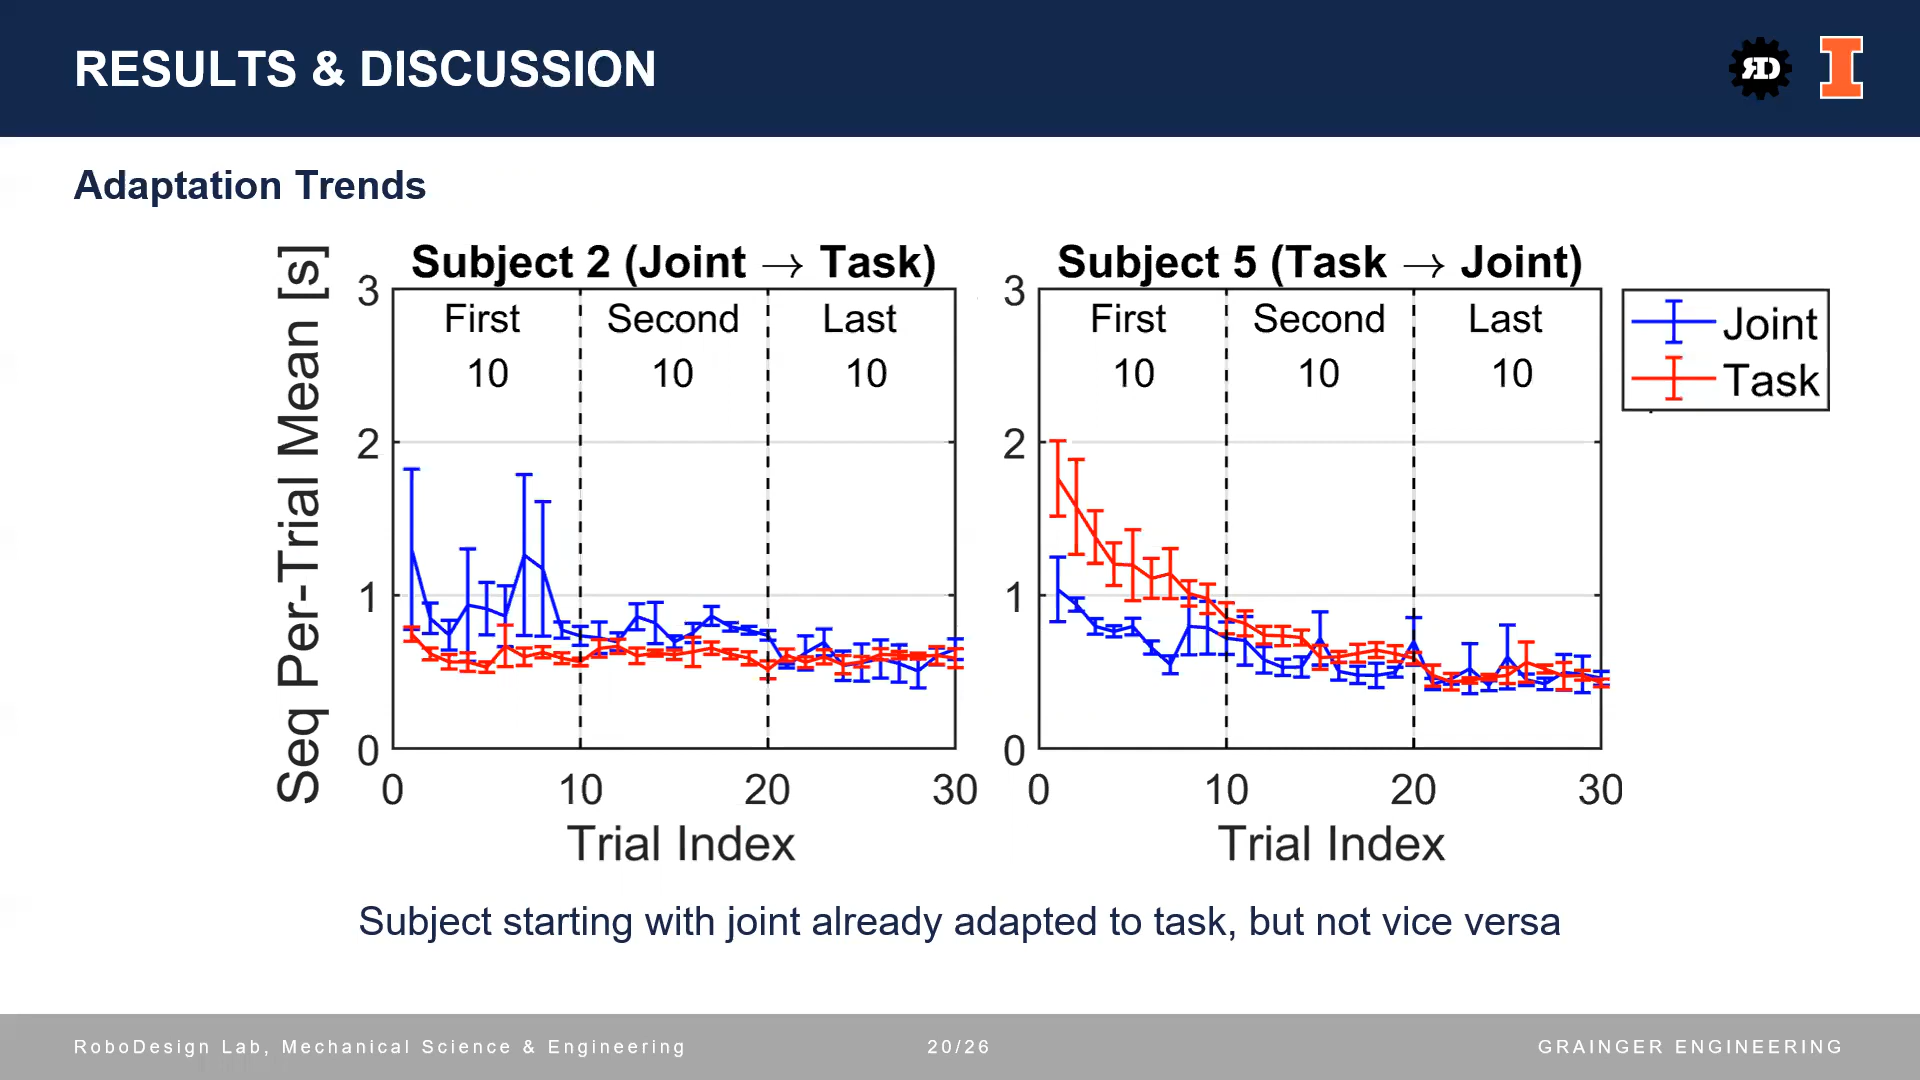 RESULTS & DISCUSSION
RD
I
Adaptation Trends
Seq Per-Trial Mean [s]
Subject 2 (Joint → Task)
3
2
1
0
First
10
Second
10
Last
10
0 10 20 30
Trial Index
Subject 5 (Task → Joint)
3
2
1
0
First
10
Second
10
Last
10
0 10 20 30
Trial Index
Joint
Task
Subject starting with joint already adapted to task, but not vice versa
RoboDesign Lab, Mechanical Science & Engineering
20/26
GRAINGER ENGINEERING